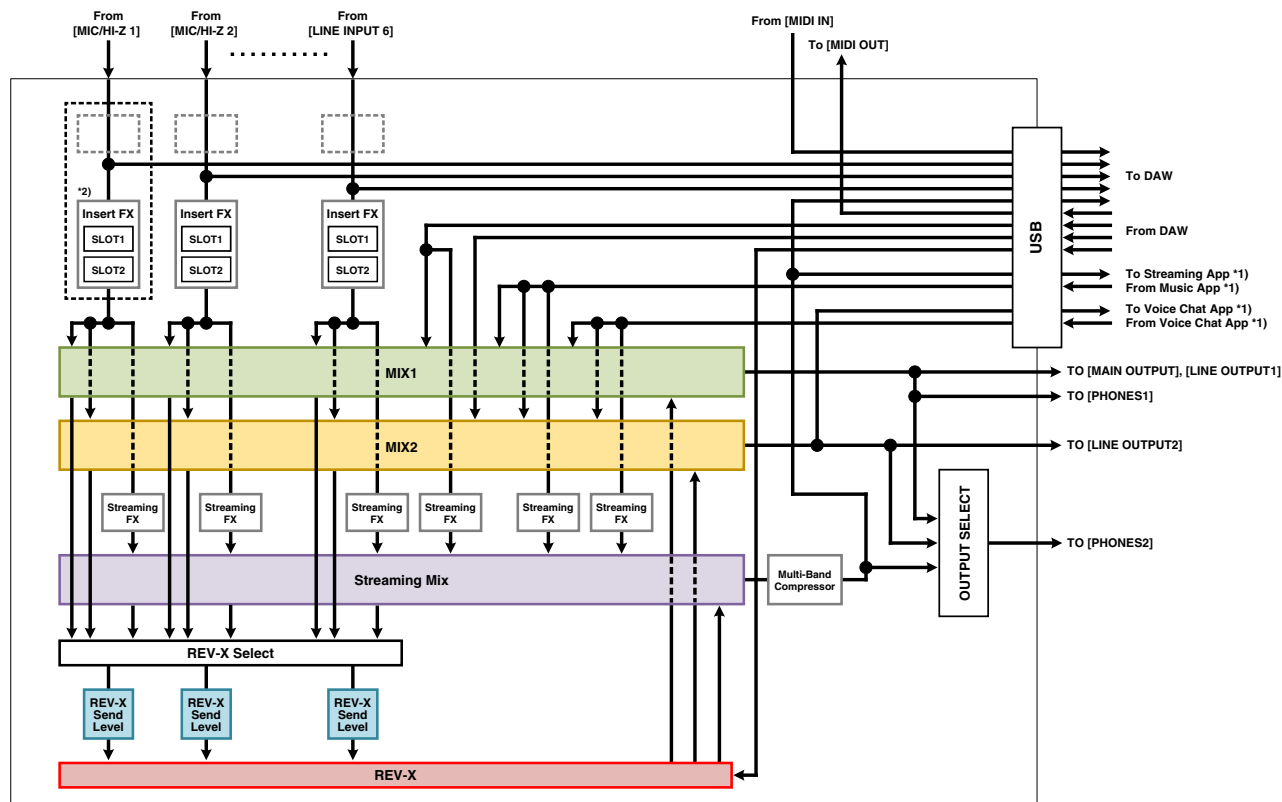 From
[MIC/HI-Z 1]
From
[MIC/HI-Z 2]
From
[LINE INPUT 6]
From [MIDI IN]
To [MIDI OUT]
*2)
Insert FX
SLOT1
SLOT2
Insert FX
SLOT1
SLOT2
Insert FX
SLOT1
SLOT2
USB
To DAW
From DAW
To Streaming App *1)
From Music App *1)
To Voice Chat App *1)
From Voice Chat App *1)
MIX1
TO [MAIN OUTPUT], [LINE OUTPUT1]
TO [PHONES1]
MIX2
TO [LINE OUTPUT2]
Streaming
FX
Streaming
FX
Streaming
FX
Streaming
FX
Streaming
FX
Streaming
FX
OUTPUT SELECT
TO [PHONES2]
Streaming Mix
Multi-Band
Compressor
REV-X Select
REV-X
Send
Level
REV-X
Send
Level
REV-X
Send
Level
REV-X